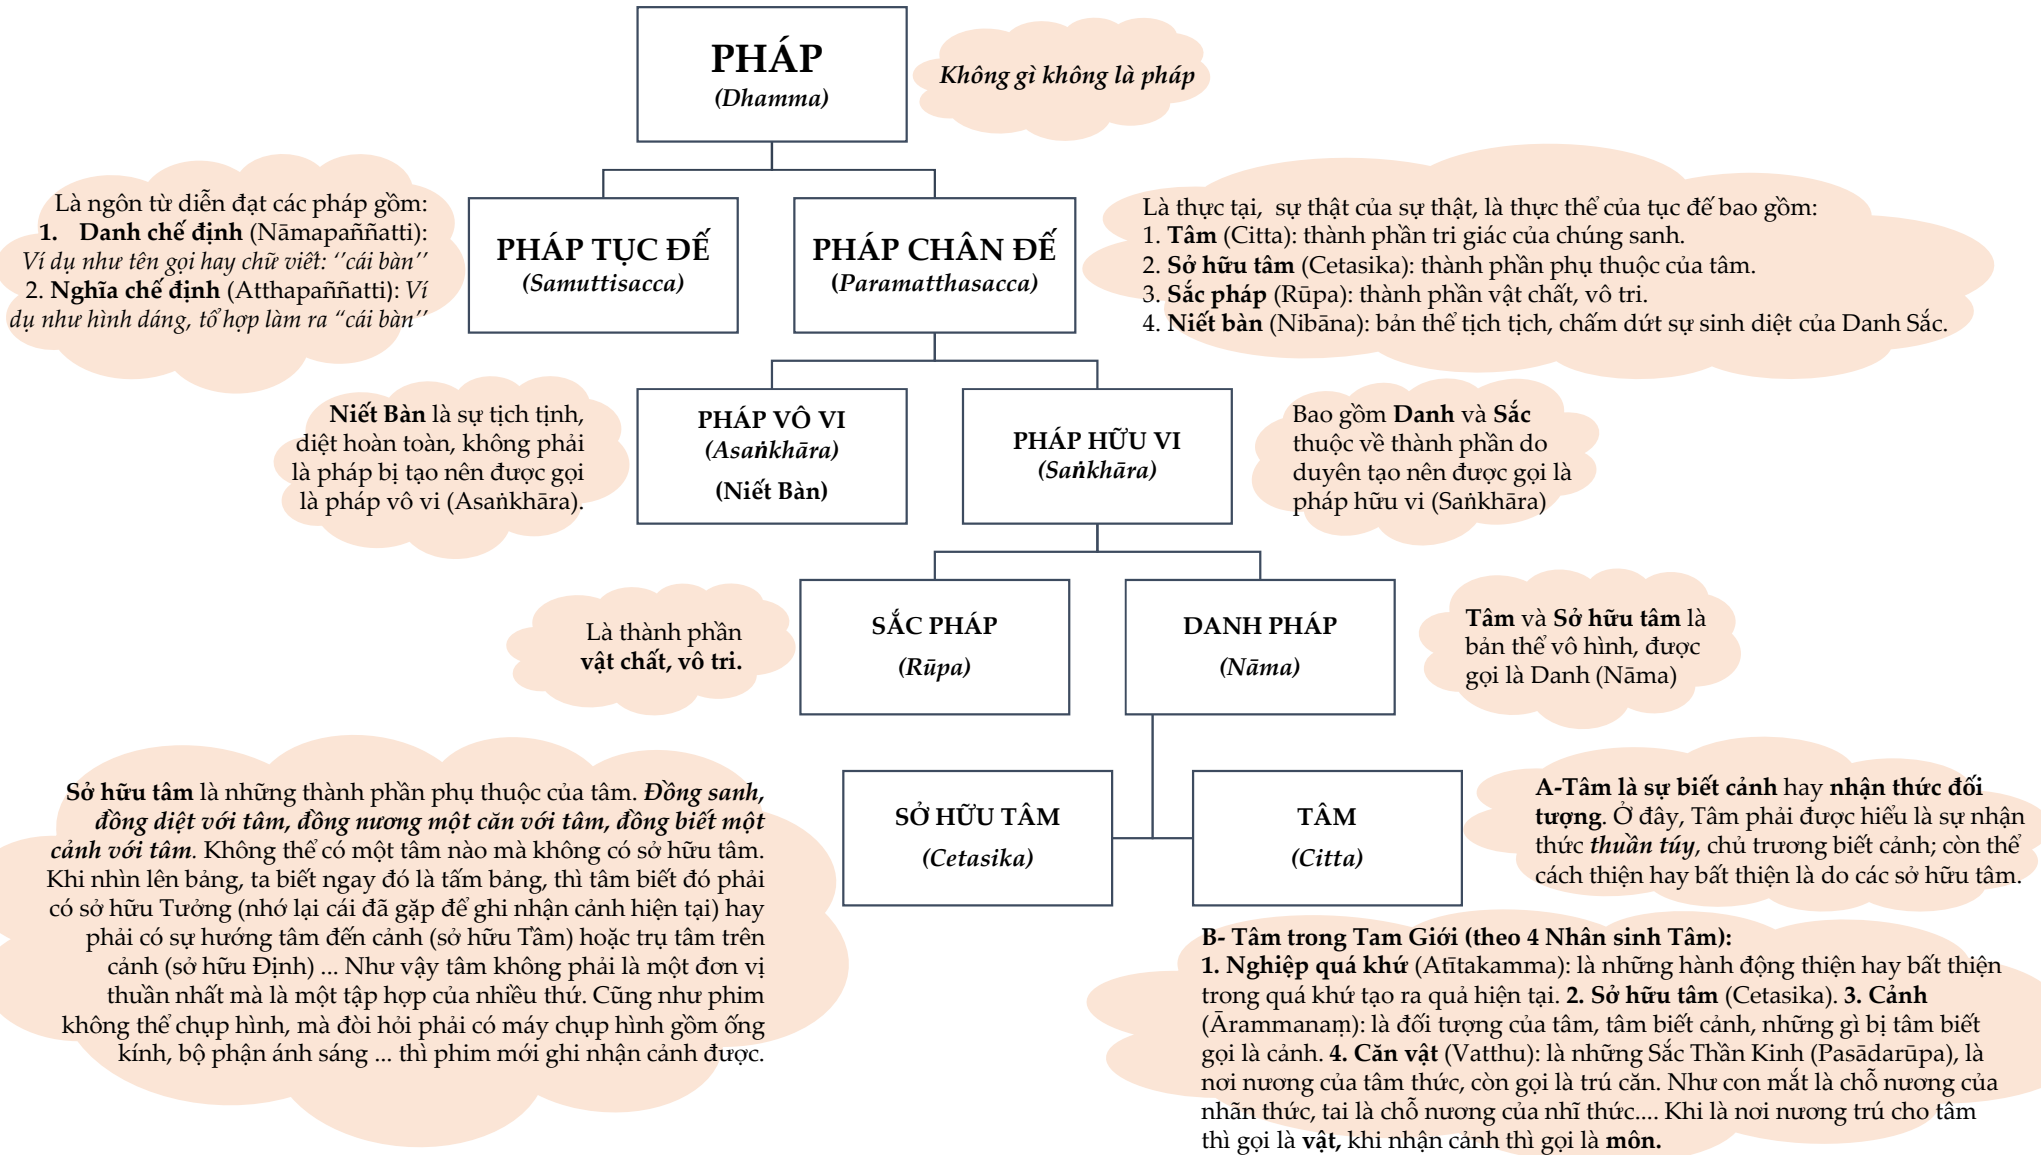 PHÁP
(Dhamma)
Không gì không là pháp
Là ngôn từ diễn đạt các pháp gồm:
1. Danh chế định (Nāmapaññatti):
Ví dụ như tên gọi hay chữ viết: ‘’cái bàn’’
2. Nghĩa chế định (Atthapaññatti): Ví
dụ như hình dáng, tổ hợp làm ra “cái bàn’’
PHÁP TỤC ĐẾ
(Samuttisacca)
PHÁP CHÂN ĐẾ
(Paramatthasacca)
Là thực tại, sự thật của sự thật, là thực thể của tục đế bao gồm:
1. Tâm (Citta): thành phần tri giác của chúng sanh.
2. Sở hữu tâm (Cetasika): thành phần phụ thuộc của tâm.
3. Sắc pháp (Rūpa): thành phần vật chất, vô tri.
4. Niết bàn (Nibāna): bản thể tịch tịch, chấm dứt sự sinh diệt của Danh Sắc.
Niết Bàn là sự tịch tịnh,
diệt hoàn toàn, không phải
là pháp bị tạo nên được gọi
là pháp vô vi (Asaṅkhāra).
PHÁP VÔ VI
(Asaṅkhāra)
(Niết Bàn)
PHÁP HỮU VI
(Saṅkhāra)
Bao gồm Danh và Sắc
thuộc về thành phần do
duyên tạo nên được gọi là
pháp hữu vi (Saṅkhāra)
Là thành phần
vật chất, vô tri.
SẮC PHÁP
(Rūpa)
DANH PHÁP
(Nāma)
Tâm và Sở hữu tâm là
bản thể vô hình, được
gọi là Danh (Nāma)
Sở hữu tâm là những thành phần phụ thuộc của tâm. Đồng sanh,
đồng diệt với tâm, đồng nương một căn với tâm, đồng biết một
cảnh với tâm. Không thể có một tâm nào mà không có sở hữu tâm.
Khi nhìn lên bảng, ta biết ngay đó là tấm bảng, thì tâm biết đó phải
có sở hữu Tưởng (nhớ lại cái đã gặp để ghi nhận cảnh hiện tại) hay
phải có sự hướng tâm đến cảnh (sở hữu Tầm) hoặc trụ tâm trên
cảnh (sở hữu Định) ... Như vậy tâm không phải là một đơn vị
thuần nhất mà là một tập hợp của nhiều thứ. Cũng như phim
không thể chụp hình, mà đòi hỏi phải có máy chụp hình gồm ống
kính, bộ phận ánh sáng ... thì phim mới ghi nhận cảnh được.
SỞ HỮU TÂM
(Cetasika)
TÂM
(Citta)
A-Tâm là sự biết cảnh hay nhận thức đối
tượng. Ở đây, Tâm phải được hiểu là sự nhận
thức thuần túy, chủ trương biết cảnh; còn thể
cách thiện hay bất thiện là do các sở hữu tâm.
B- Tâm trong Tam Giới (theo 4 Nhân sinh Tâm):
1. Nghiệp quá khứ (Atītakamma): là những hành động thiện hay bất thiện
trong quá khứ tạo ra quả hiện tại. 2. Sở hữu tâm (Cetasika). 3. Cảnh
(Ārammanaṃ): là đối tượng của tâm, tâm biết cảnh, những gì bị tâm biết
gọi là cảnh. 4. Căn vật (Vatthu): là những Sắc Thần Kinh (Pasādarūpa), là
nơi nương của tâm thức, còn gọi là trú căn. Như con mắt là chỗ nương của
nhãn thức, tai là chỗ nương của nhĩ thức.... Khi là nơi nương trú cho tâm
thì gọi là vật, khi nhận cảnh thì gọi là môn.